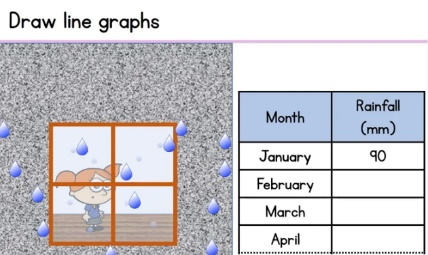 Draw line graphs
Month
Rainfall
(mm)
January 90
February
March
April